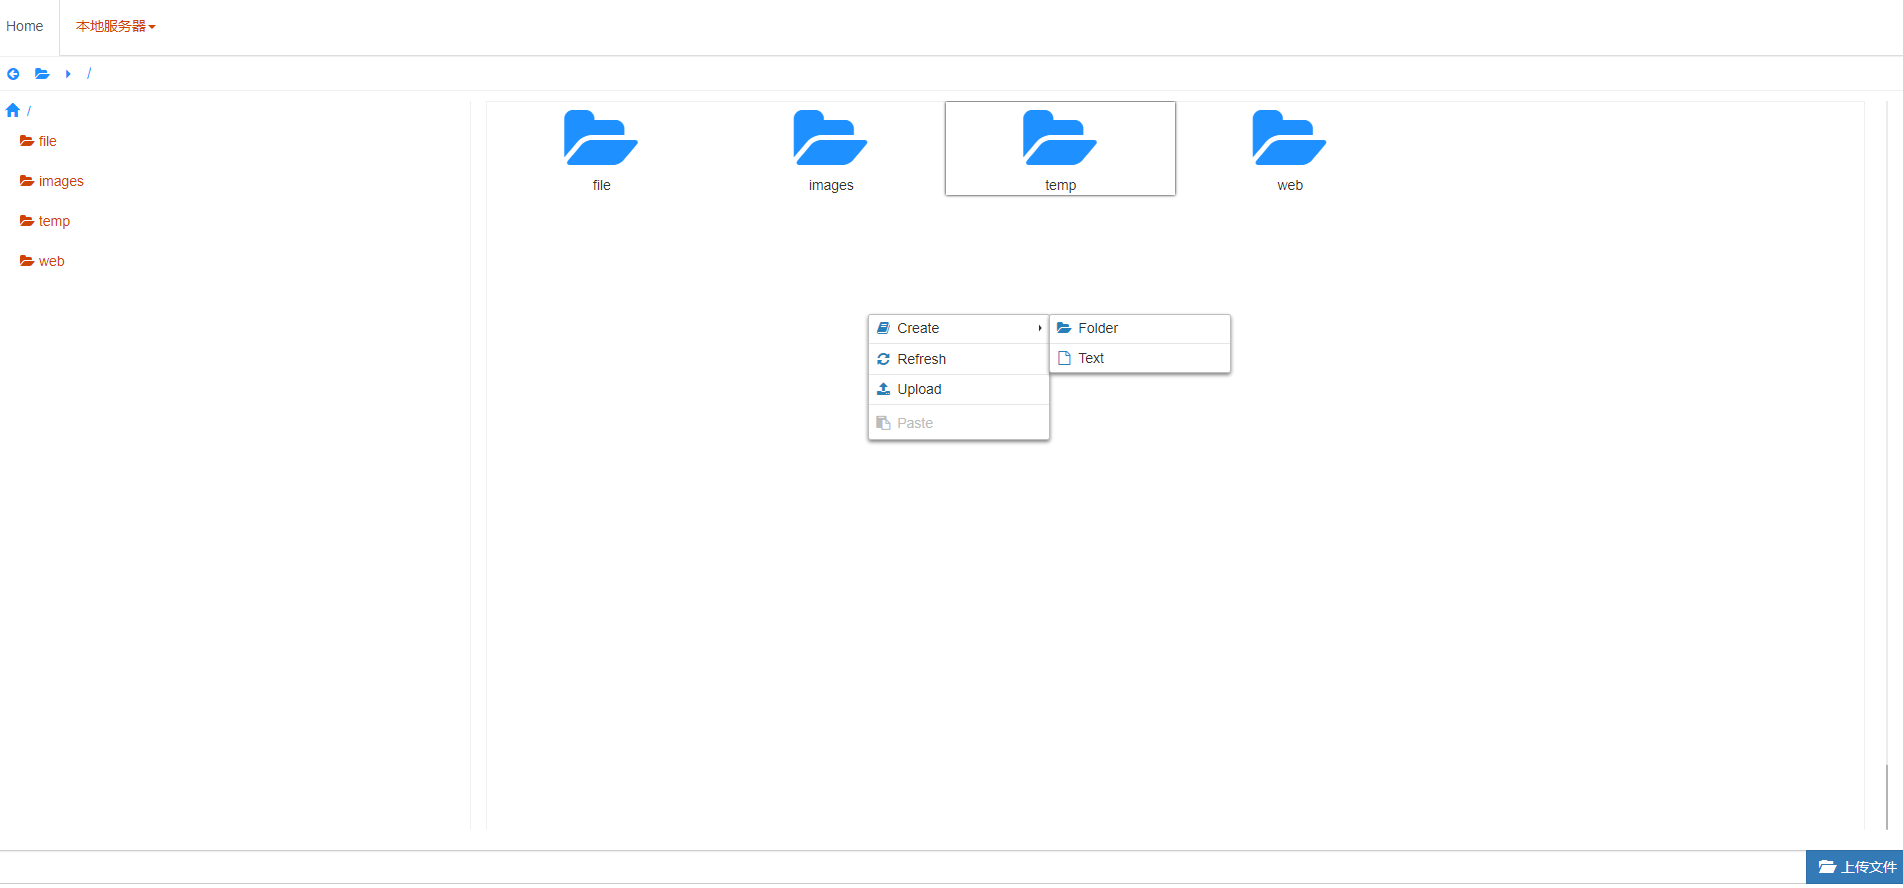 Home 本地服务器
/
/
file
images
temp
web
file images temp web
Create
Refresh
Upload
Paste
Folder
Text
上传文件